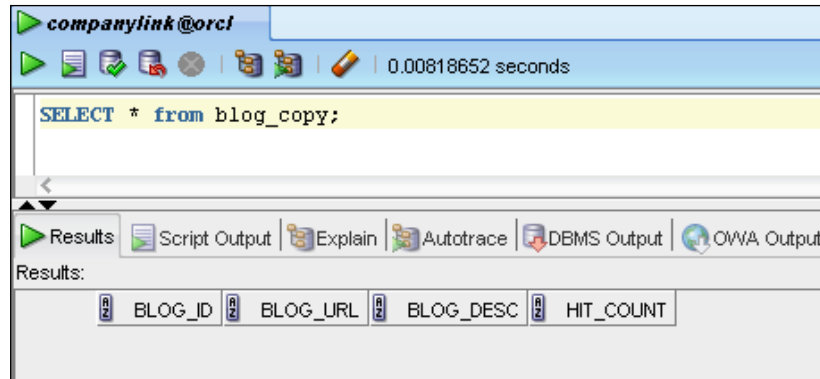 companylink@orcl
0.00818652 seconds
SELECT * from blog_copy;
Results Script Output Explain Autotrace DBMS Output OWA Output
Results:
BLOG_ID BLOG_URL BLOG_DESC HIT_COUNT